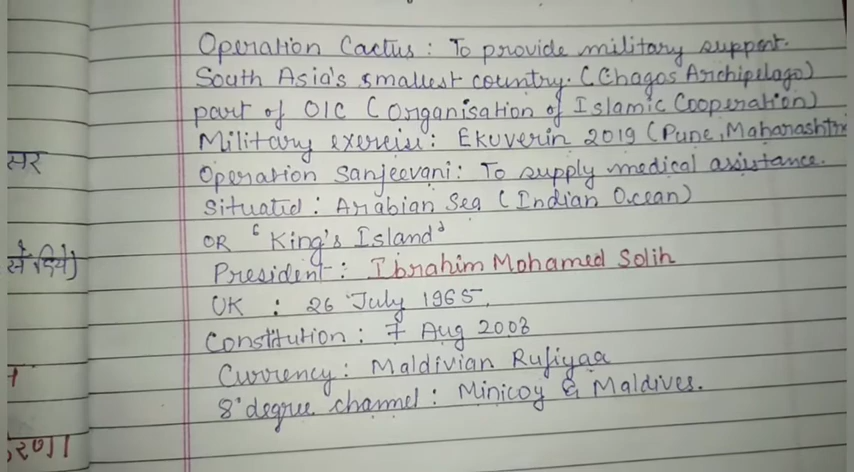 Operation Cactus : To provide military support.
South Asia's smallest country. (Chagos Archipelago)
part of OIC (Organisation of Islamic Cooperation)
Military exercise : Ekuverin 2019 (Pune, Maharashtra
सर
Operation Sanjeevani : To supply medical assistance.
Situated : Arabian Sea (Indian Ocean)
OR 'King's Island'
से दिये)
President : Ibrahim Mohamed Solih
UK : 26 July 1965.
Constitution : 7 Aug 2008
Currency : Maldivian Rufiyaa
8° degree channel : Minicoy & Maldives.